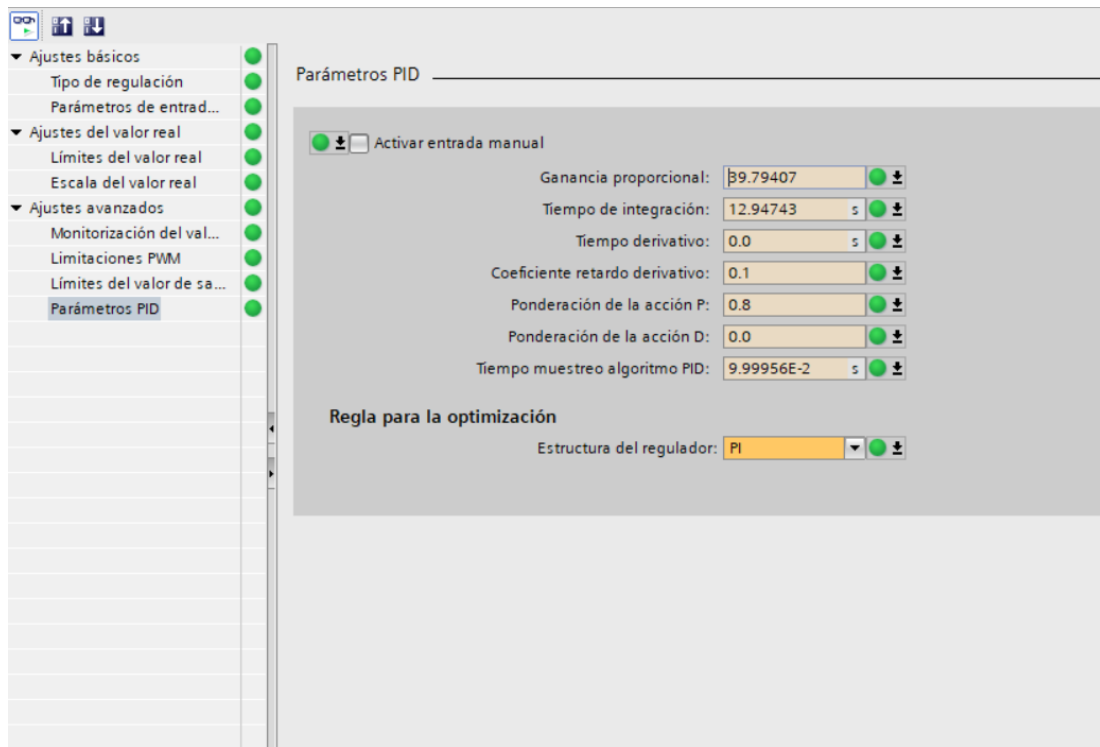 Ajustes básicos
Tipo de regulación
Parámetros de entrad...
Ajustes del valor real
Límites del valor real
Escala del valor real
Ajustes avanzados
Monitorización del val...
Limitaciones PWM
Límites del valor de sa...
Parámetros PID
Parámetros PID
Activar entrada manual
Ganancia proporcional: 39.79407
Tiempo de integración: 12.94743 s
Tiempo derivativo: 0.0 s
Coeficiente retardo derivativo: 0.1
Ponderación de la acción P: 0.8
Ponderación de la acción D: 0.0
Tiempo muestreo algoritmo PID: 9.99956E-2 s
Regla para la optimización
Estructura del regulador: PI